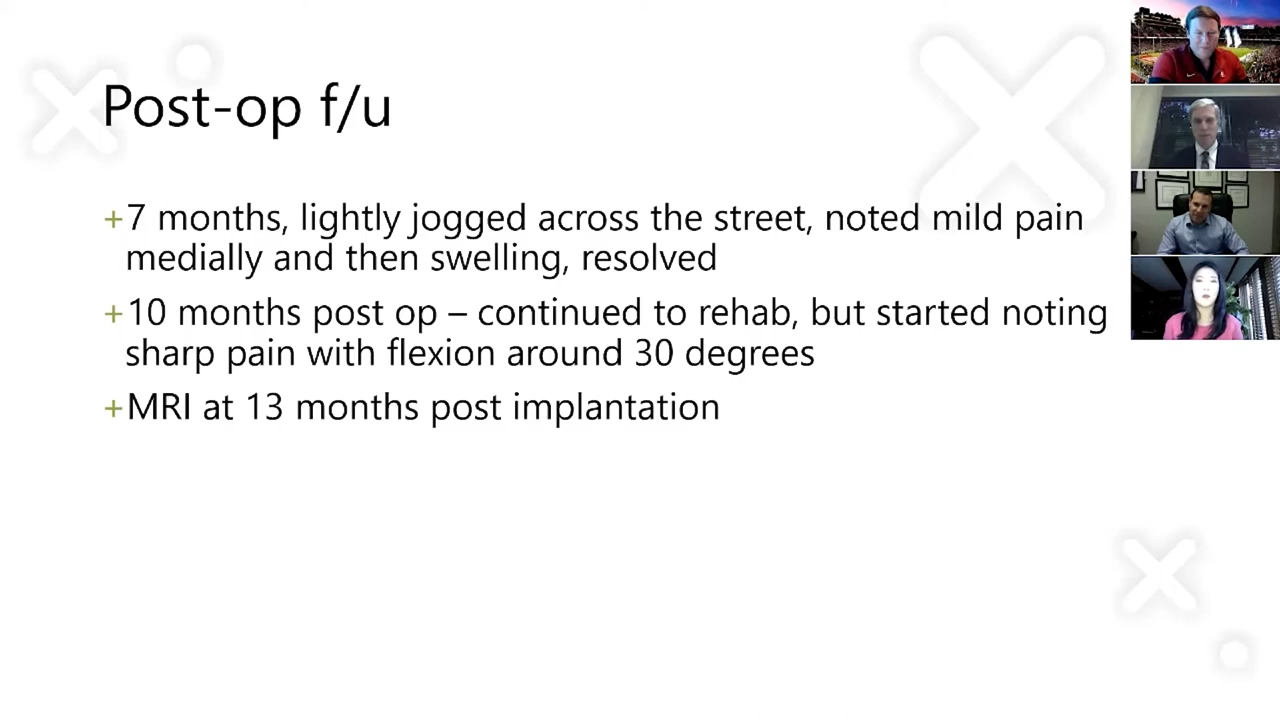 Post-op f/u
+7 months, lightly jogged across the street, noted mild pain
medially and then swelling, resolved
+10 months post op – continued to rehab, but started noting
sharp pain with flexion around 30 degrees
+MRI at 13 months post implantation